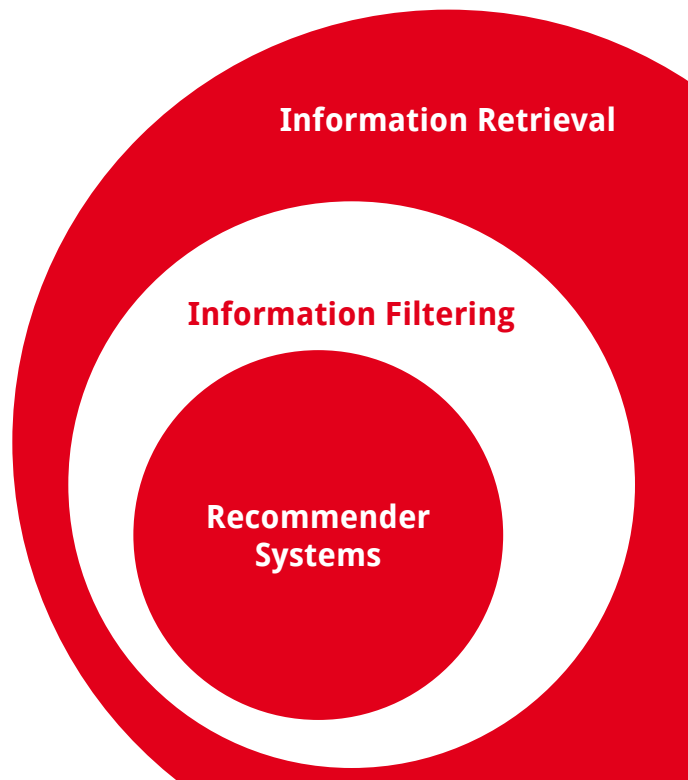 Information Retrieval
Information Filtering
Recommender
Systems